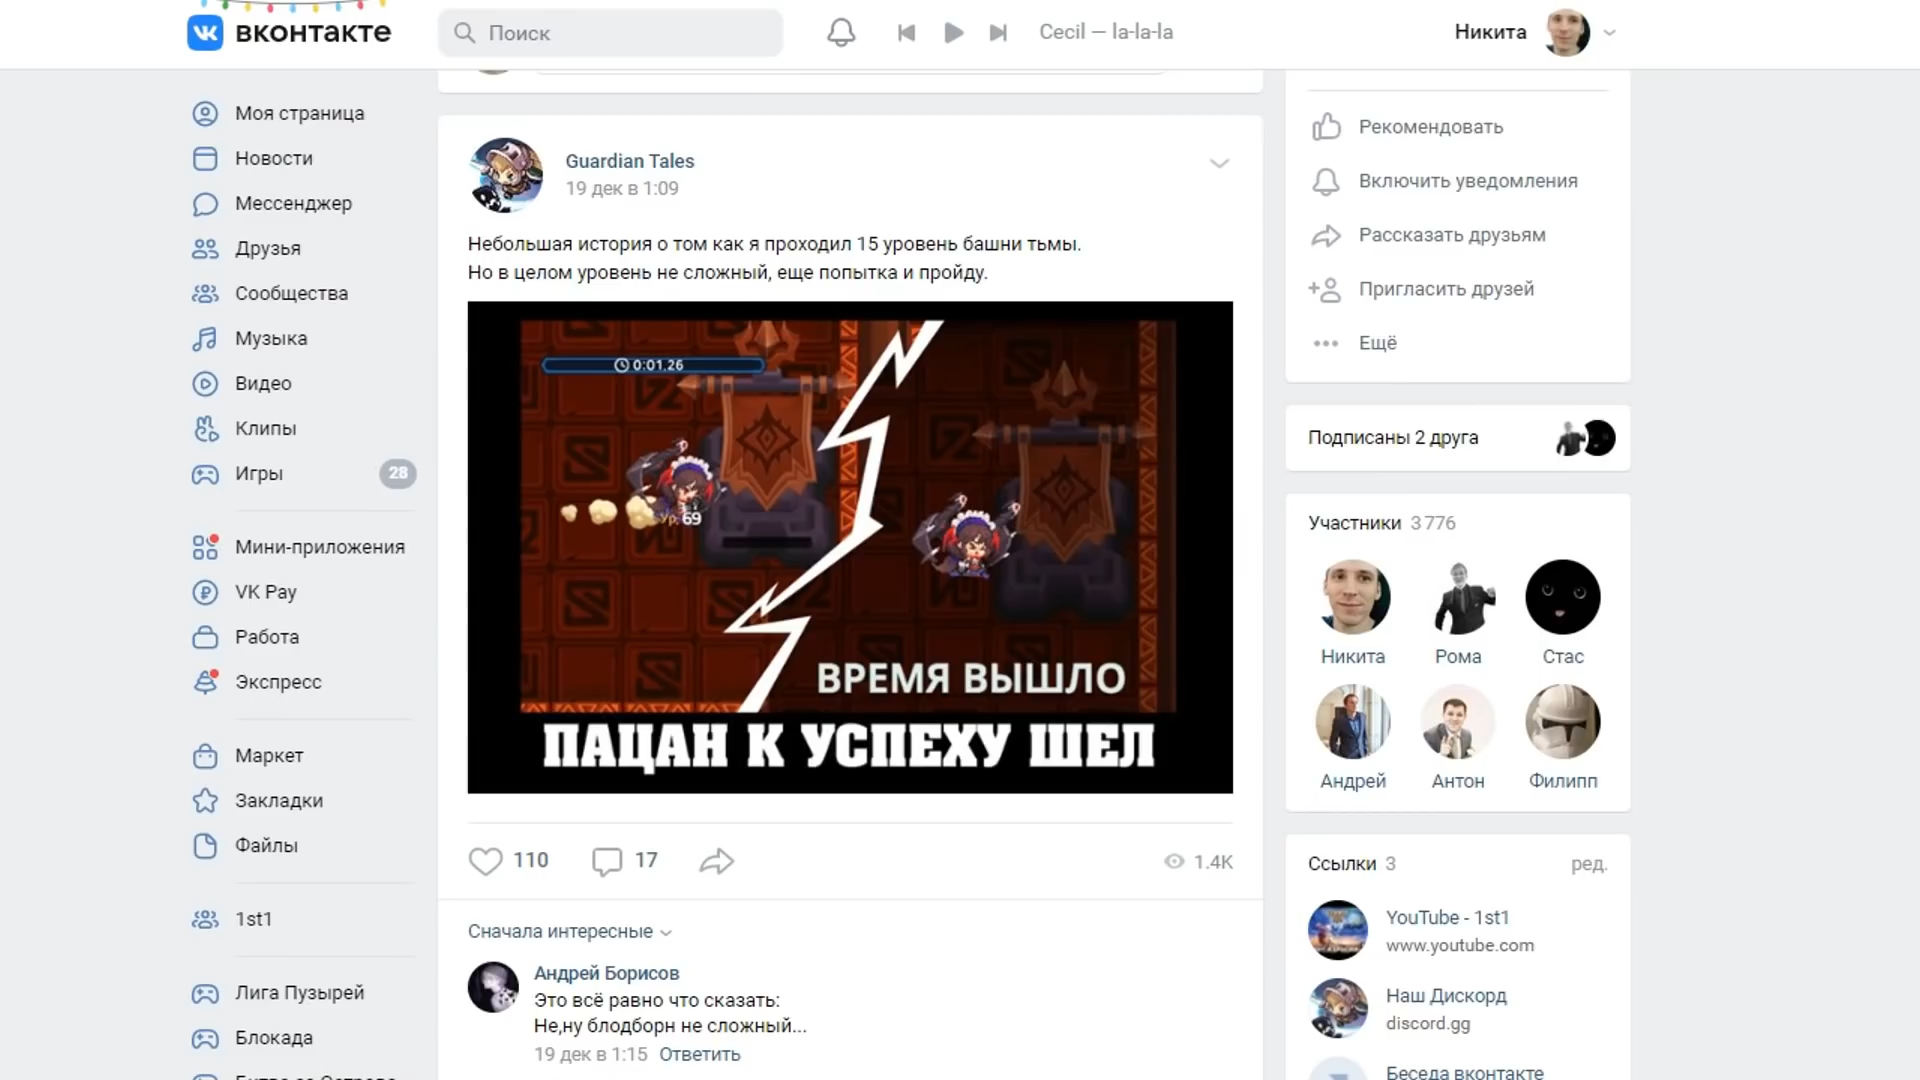 вконтакте
Поиск
Cecil — la-la-la
Никита
Моя страница
Новости
Мессенджер
Друзья
Сообщества
Музыка
Видео
Клипы
Игры
28
Мини-приложения
VK Pay
Работа
Экспресс
Маркет
Закладки
Файлы
1st1
Лига Пузырей
Блокада
Guardian Tales
19 дек в 1:09
Небольшая история о том как я проходил 15 уровень башни тьмы.
Но в целом уровень не сложный, еще попытка и пройду.
0:01.26
Ур. 69
ВРЕМЯ ВЫШЛО
ПАЦАН К УСПЕХУ ШЕЛ
110
17
1.4K
Сначала интересные
Андрей Борисов
Это всё равно что сказать:
Не,ну блодборн не сложный...
19 дек в 1:15 Ответить
Рекомендовать
Включить уведомления
Рассказать друзьям
Пригласить друзей
Ещё
Подписаны 2 друга
Участники 3 776
Никита
Рома
Стас
Андрей
Антон
Филипп
Ссылки 3
ред.
YouTube - 1st1
www.youtube.com
Наш Дискорд
discord.gg
Беседа вконтакте